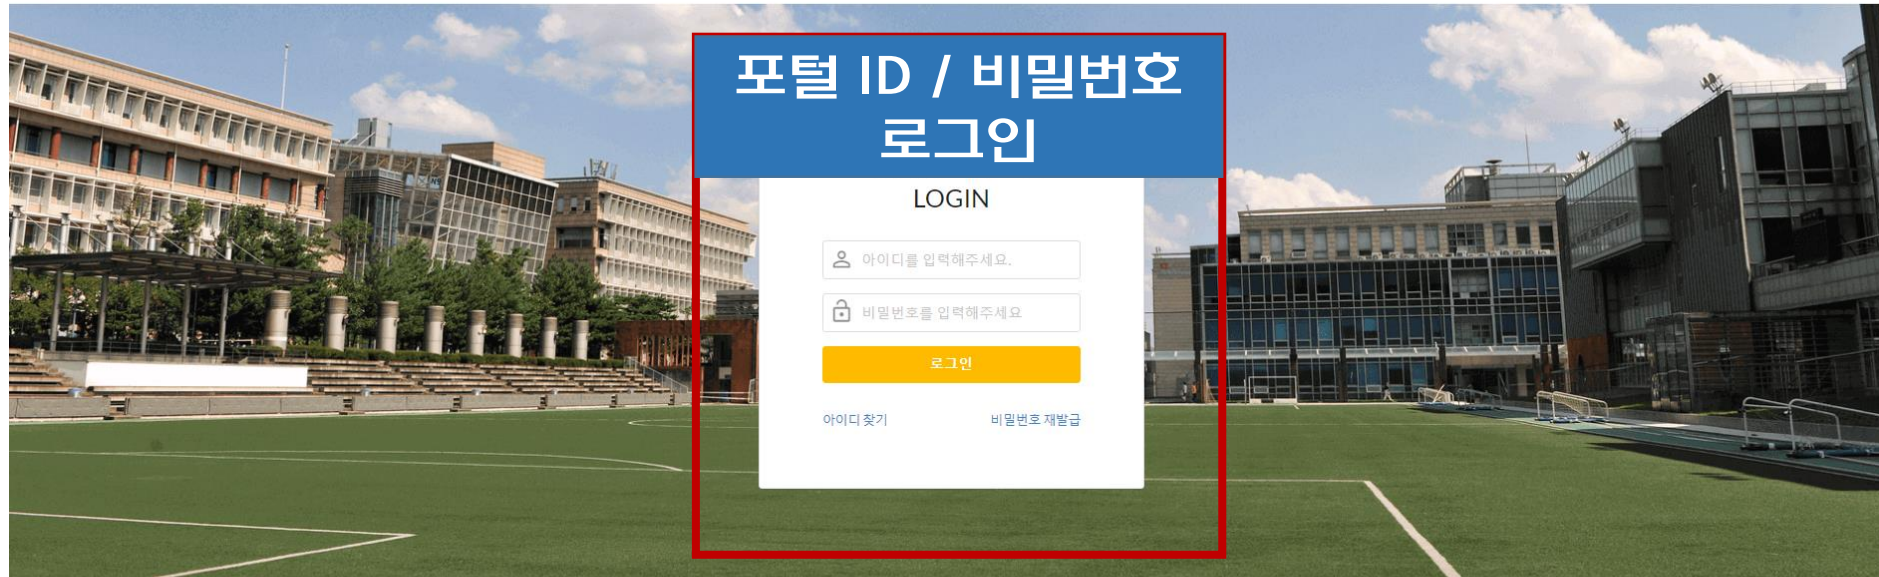 포털 ID / 비밀번호
로그인
LOGIN
아이디를 입력해주세요.
비밀번호를 입력해주세요
로그인
아이디 찾기 비밀번호 재발급